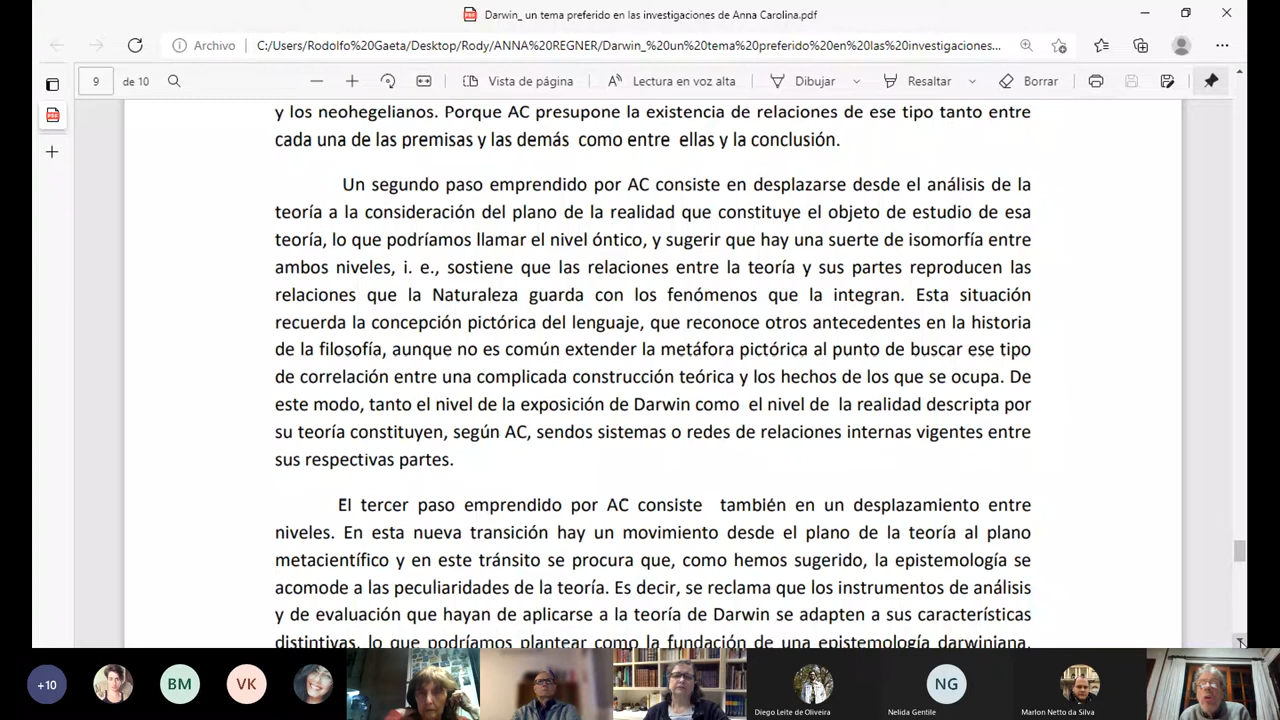 Darwin_ un tema preferido en las investigaciones de Anna Carolina.pdf
Archivo
C:/Users/Rodolfo%20Gaeta/Desktop/Rody/ANNA%20REGNER/Darwin_%20un%20tema%20preferido%20en%20las%20investigaciones...
9 de 10
Vista de página
Lectura en voz alta
Dibujar
Resaltar
Borrar
y los neohegelianos. Porque AC presupone la existencia de relaciones de ese tipo tanto entre
cada una de las premisas y las demás como entre ellas y la conclusión.
Un segundo paso emprendido por AC consiste en desplazarse desde el análisis de la
teoría a la consideración del plano de la realidad que constituye el objeto de estudio de esa
teoría, lo que podríamos llamar el nivel óntico, y sugerir que hay una suerte de isomorfía entre
ambos niveles, i. e., sostiene que las relaciones entre la teoría y sus partes reproducen las
relaciones que la Naturaleza guarda con los fenómenos que la integran. Esta situación
recuerda la concepción pictórica del lenguaje, que reconoce otros antecedentes en la historia
de la filosofía, aunque no es común extender la metáfora pictórica al punto de buscar ese tipo
de correlación entre una complicada construcción teórica y los hechos de los que se ocupa. De
este modo, tanto el nivel de la exposición de Darwin como el nivel de la realidad descripta por
su teoría constituyen, según AC, sendos sistemas o redes de relaciones internas vigentes entre
sus respectivas partes.
El tercer paso emprendido por AC consiste también en un desplazamiento entre
niveles. En esta nueva transición hay un movimiento desde el plano de la teoría al plano
metacientífico y en este tránsito se procura que, como hemos sugerido, la epistemología se
acomode a las peculiaridades de la teoría. Es decir, se reclama que los instrumentos de análisis
y de evaluación que hayan de aplicarse a la teoría de Darwin se adapten a sus características
distintivas, lo que podríamos plantear como la fundación de una epistemología darwiniana.
+10
BM
VK
NG
Diego Leite de Oliveira
Nelida Gentile
Marlon Netto da Silva